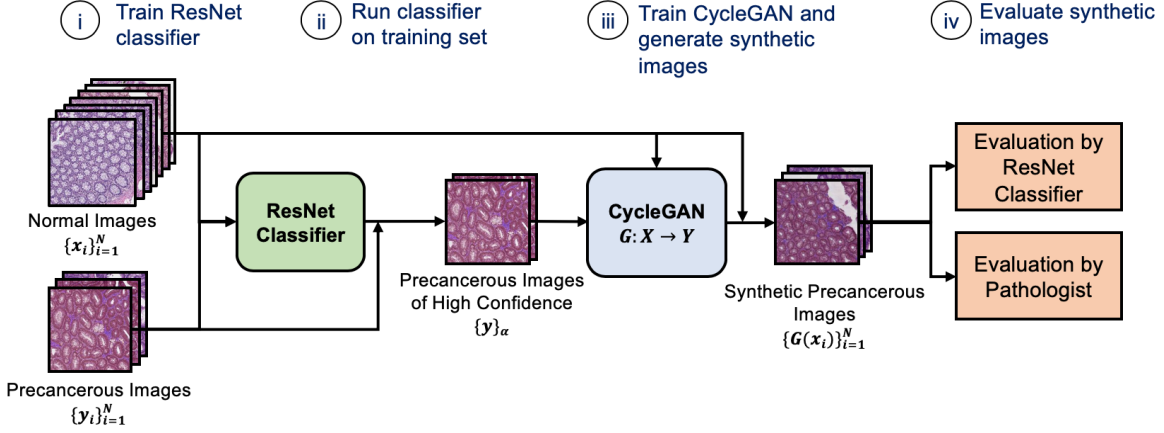 i
Train ResNet
classifier
ii
Run classifier
on training set
iii
Train CycleGAN and
generate synthetic
images
iv
Evaluate synthetic
images
Normal Images
{x_i}_{i=1}^N
ResNet
Classifier
Precancerous Images
of High Confidence
{y}_α
CycleGAN
G: X → Y
Synthetic Precancerous
Images
{G(x_i)}_{i=1}^N
Evaluation by
ResNet
Classifier
Evaluation by
Pathologist
Precancerous Images
{y_i}_{i=1}^N